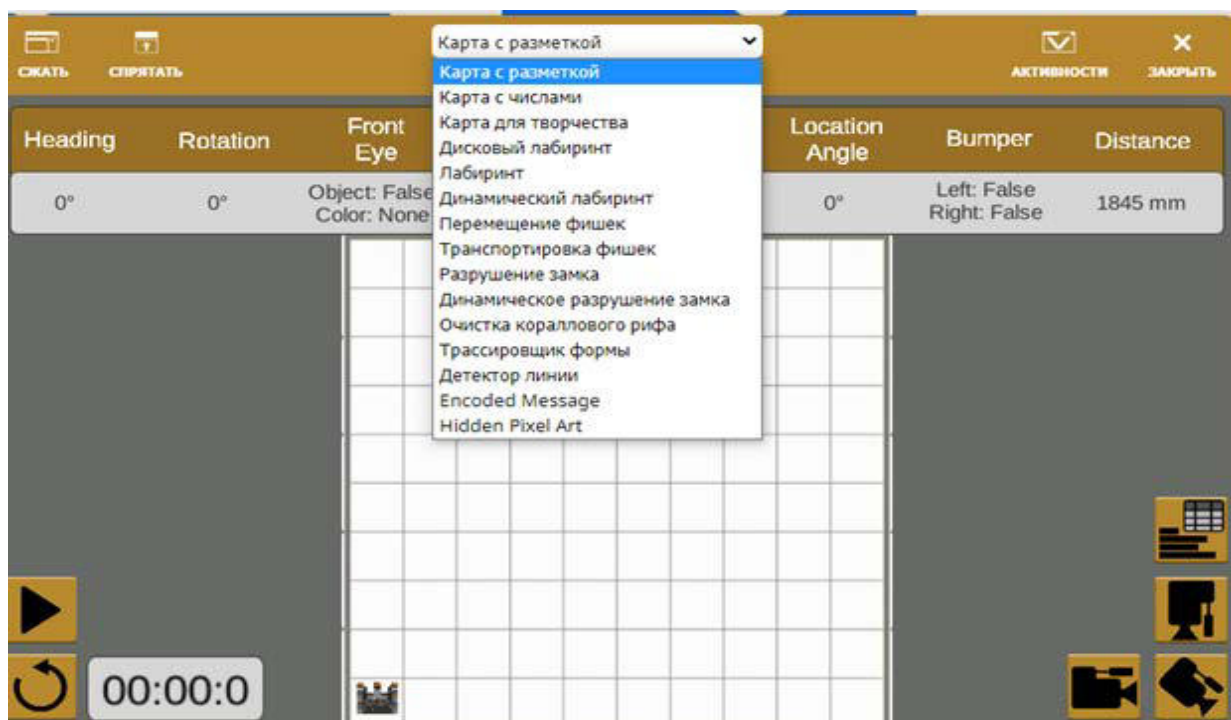 СЖАТЬ
СПРЯТАТЬ
Карта с разметкой
АКТИВНОСТИ
ЗАКРЫТЬ
Карта с разметкой
Карта с числами
Карта для творчества
Дисковый лабиринт
Лабиринт
Динамический лабиринт
Перемещение фишек
Транспортировка фишек
Разрушение замка
Динамическое разрушение замка
Очистка кораллового рифа
Трассировщик формы
Детектор линии
Encoded Message
Hidden Pixel Art
Heading
Rotation
Front
Eye
Location
Angle
Bumper
Distance
0°
0°
Object: False
Color: None
0°
Left: False
Right: False
1845 mm
00:00:0